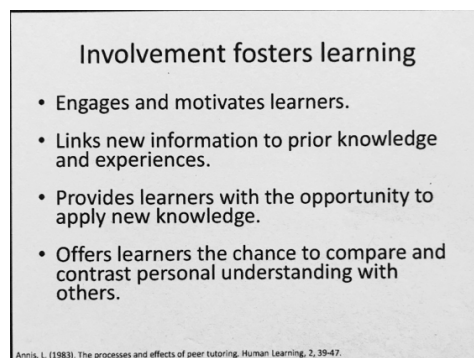 Involvement fosters learning
• Engages and motivates learners.
• Links new information to prior knowledge
and experiences.
• Provides learners with the opportunity to
apply new knowledge.
• Offers learners the chance to compare and
contrast personal understanding with
others.
Annis, L (1983). The processes and effects of peer tutoring. Human Learning, 2, 39-47.